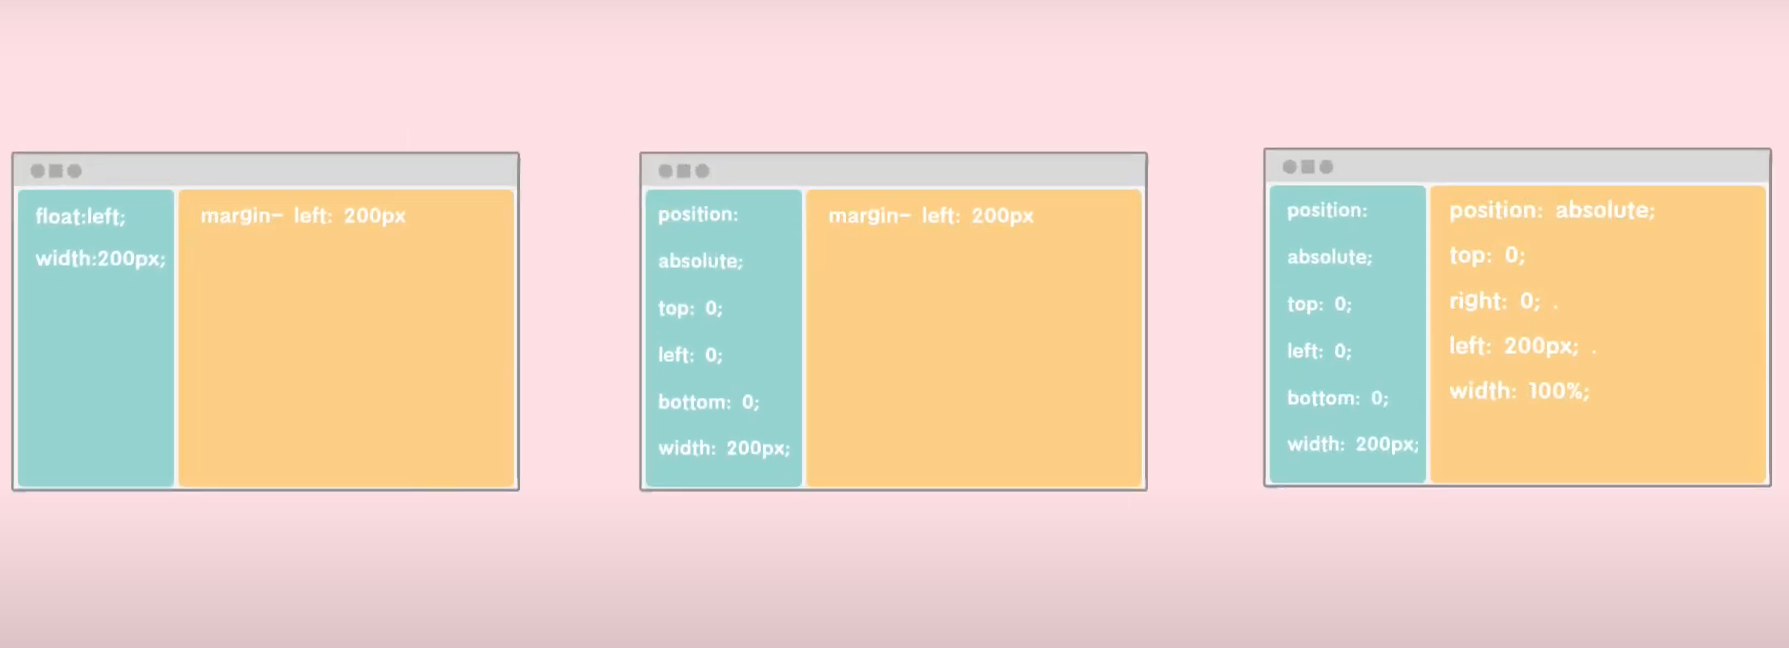 float:left;
width:200px;
margin- left: 200px
position:
absolute;
top: 0;
left: 0;
bottom: 0;
width: 200px;
margin- left: 200px
position:
absolute;
top: 0;
left: 0;
bottom: 0;
width: 200px;
position: absolute;
top: 0;
right: 0; .
left: 200px; .
width: 100%;